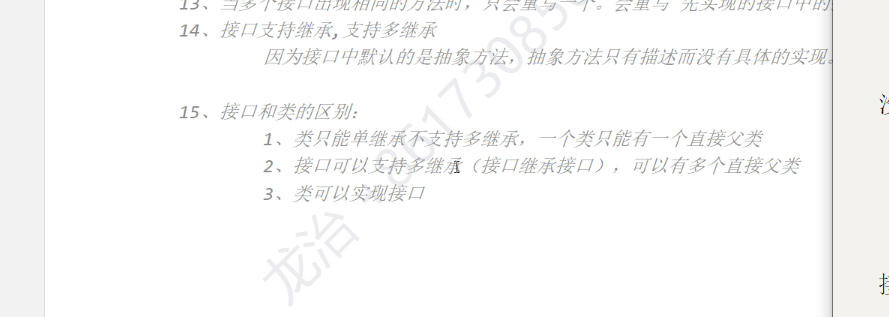 13、当多个接口出现相同的方法时，只会重写一个。会重写 先实现的接口中的
14、接口支持继承,支持多继承
因为接口中默认的是抽象方法，抽象方法只有描述而没有具体的实现。
15、接口和类的区别：
1、类只能单继承不支持多继承，一个类只能有一个直接父类
2、接口可以支持多继承（接口继承接口），可以有多个直接父类
3、类可以实现接口
龙治 +86173085
接